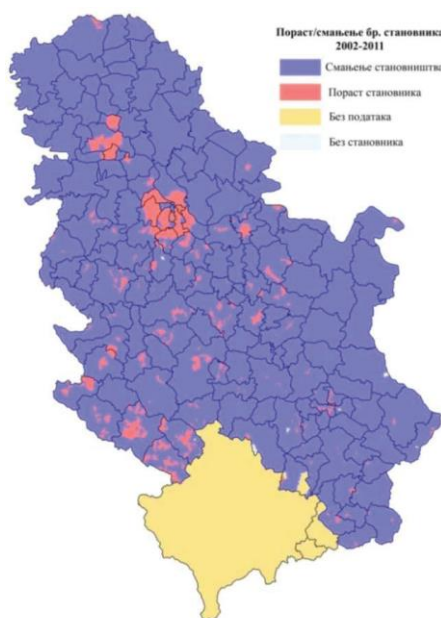 Пораст/смањење бр. становника
2002-2011
Смањење становништва
Пораст становника
Без података
Без становника